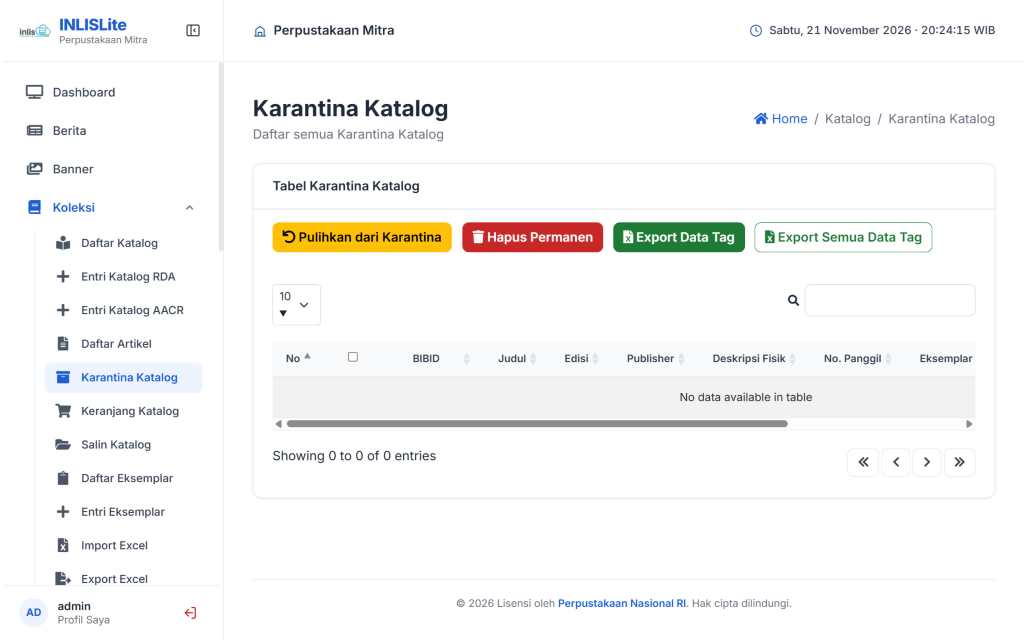 inlis
INLISLite
Perpustakaan Mitra
Perpustakaan Mitra
Sabtu, 21 November 2026 · 20:24:15 WIB
Dashboard
Berita
Banner
Koleksi
Daftar Katalog
Entri Katalog RDA
Entri Katalog AACR
Daftar Artikel
Karantina Katalog
Keranjang Katalog
Salin Katalog
Daftar Eksemplar
Entri Eksemplar
Import Excel
Export Excel
AD
admin
Profil Saya
Karantina Katalog
Daftar semua Karantina Katalog
Home / Katalog / Karantina Katalog
Tabel Karantina Katalog
Pulihkan dari Karantina Hapus Permanen Export Data Tag Export Semua Data Tag
10
No BIBID Judul Edisi Publisher Deskripsi Fisik No. Panggil Eksemplar
No data available in table
Showing 0 to 0 of 0 entries
© 2026 Lisensi oleh Perpustakaan Nasional RI. Hak cipta dilindungi.